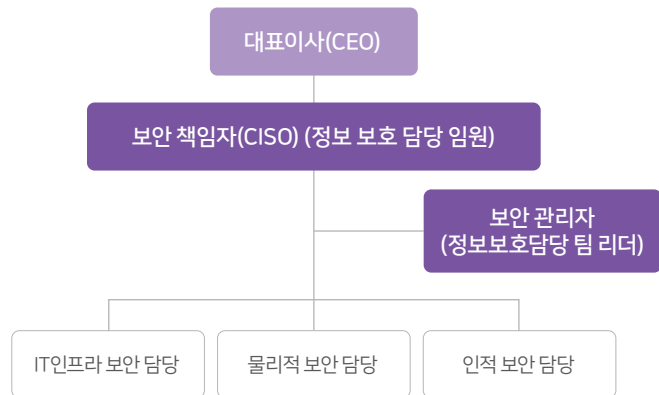 대표이사(CEO)
보안 책임자(CISO) (정보 보호 담당 임원)
보안 관리자
(정보보호담당 팀 리더)
IT인프라 보안 담당
물리적 보안 담당
인적 보안 담당